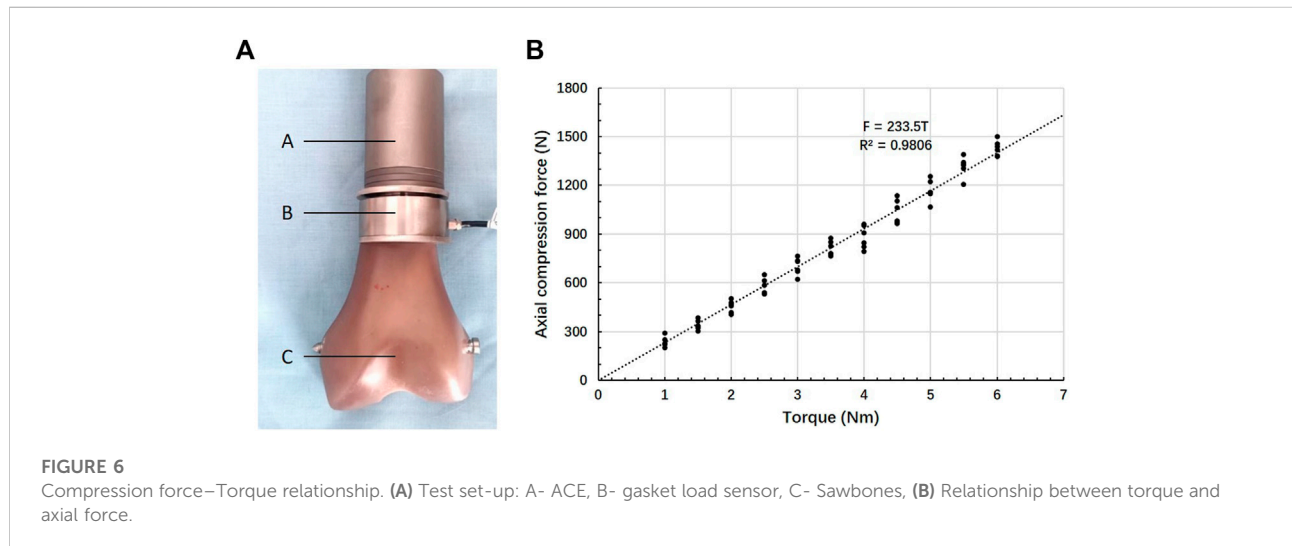 A
B
A
B
C
F = 233.5T
R² = 0.9806
Axial compression force (N)
1800
1500
1200
900
600
300
0
0 1 2 3 4 5 6 7
Torque (Nm)
FIGURE 6
Compression force–Torque relationship. (A) Test set-up: A- ACE, B- gasket load sensor, C- Sawbones, (B) Relationship between torque and
axial force.